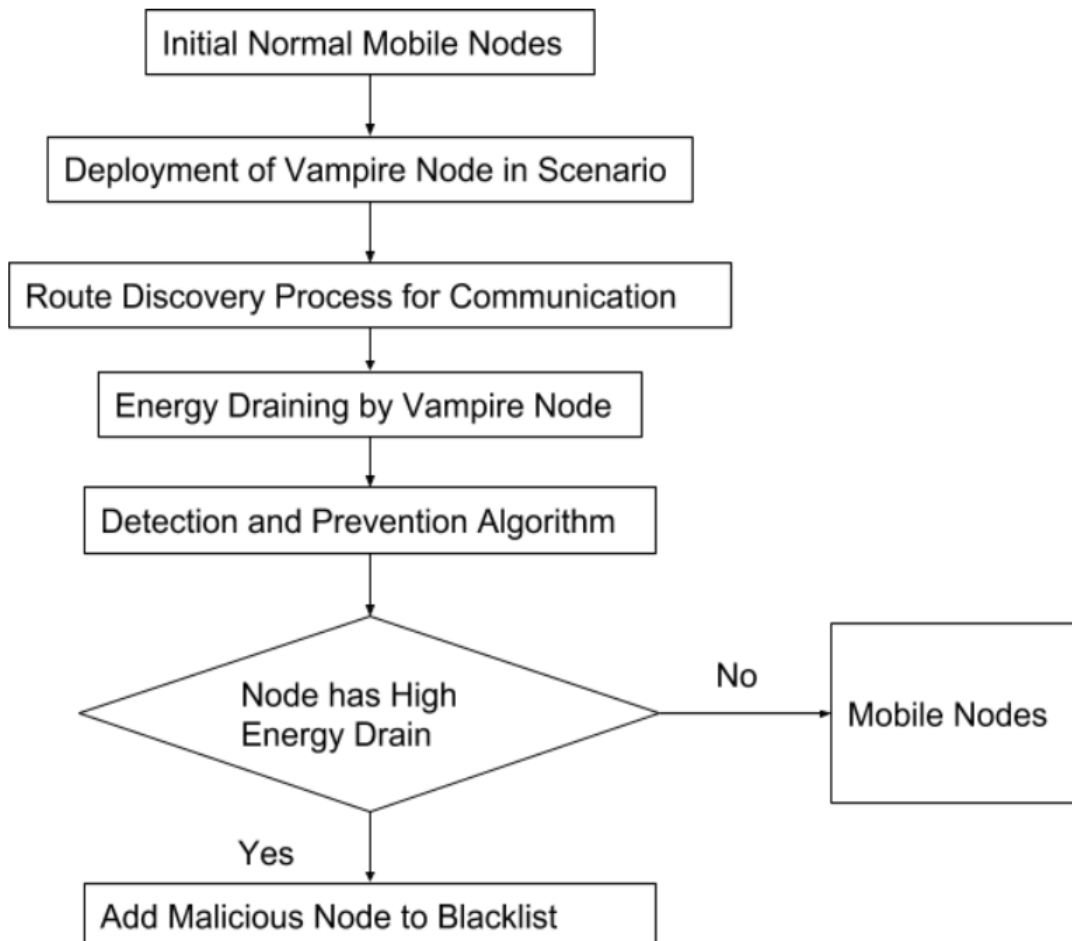 Initial Normal Mobile Nodes
Deployment of Vampire Node in Scenario
Route Discovery Process for Communication
Energy Draining by Vampire Node
Detection and Prevention Algorithm
Node has High
Energy Drain
No
Mobile Nodes
Yes
Add Malicious Node to Blacklist